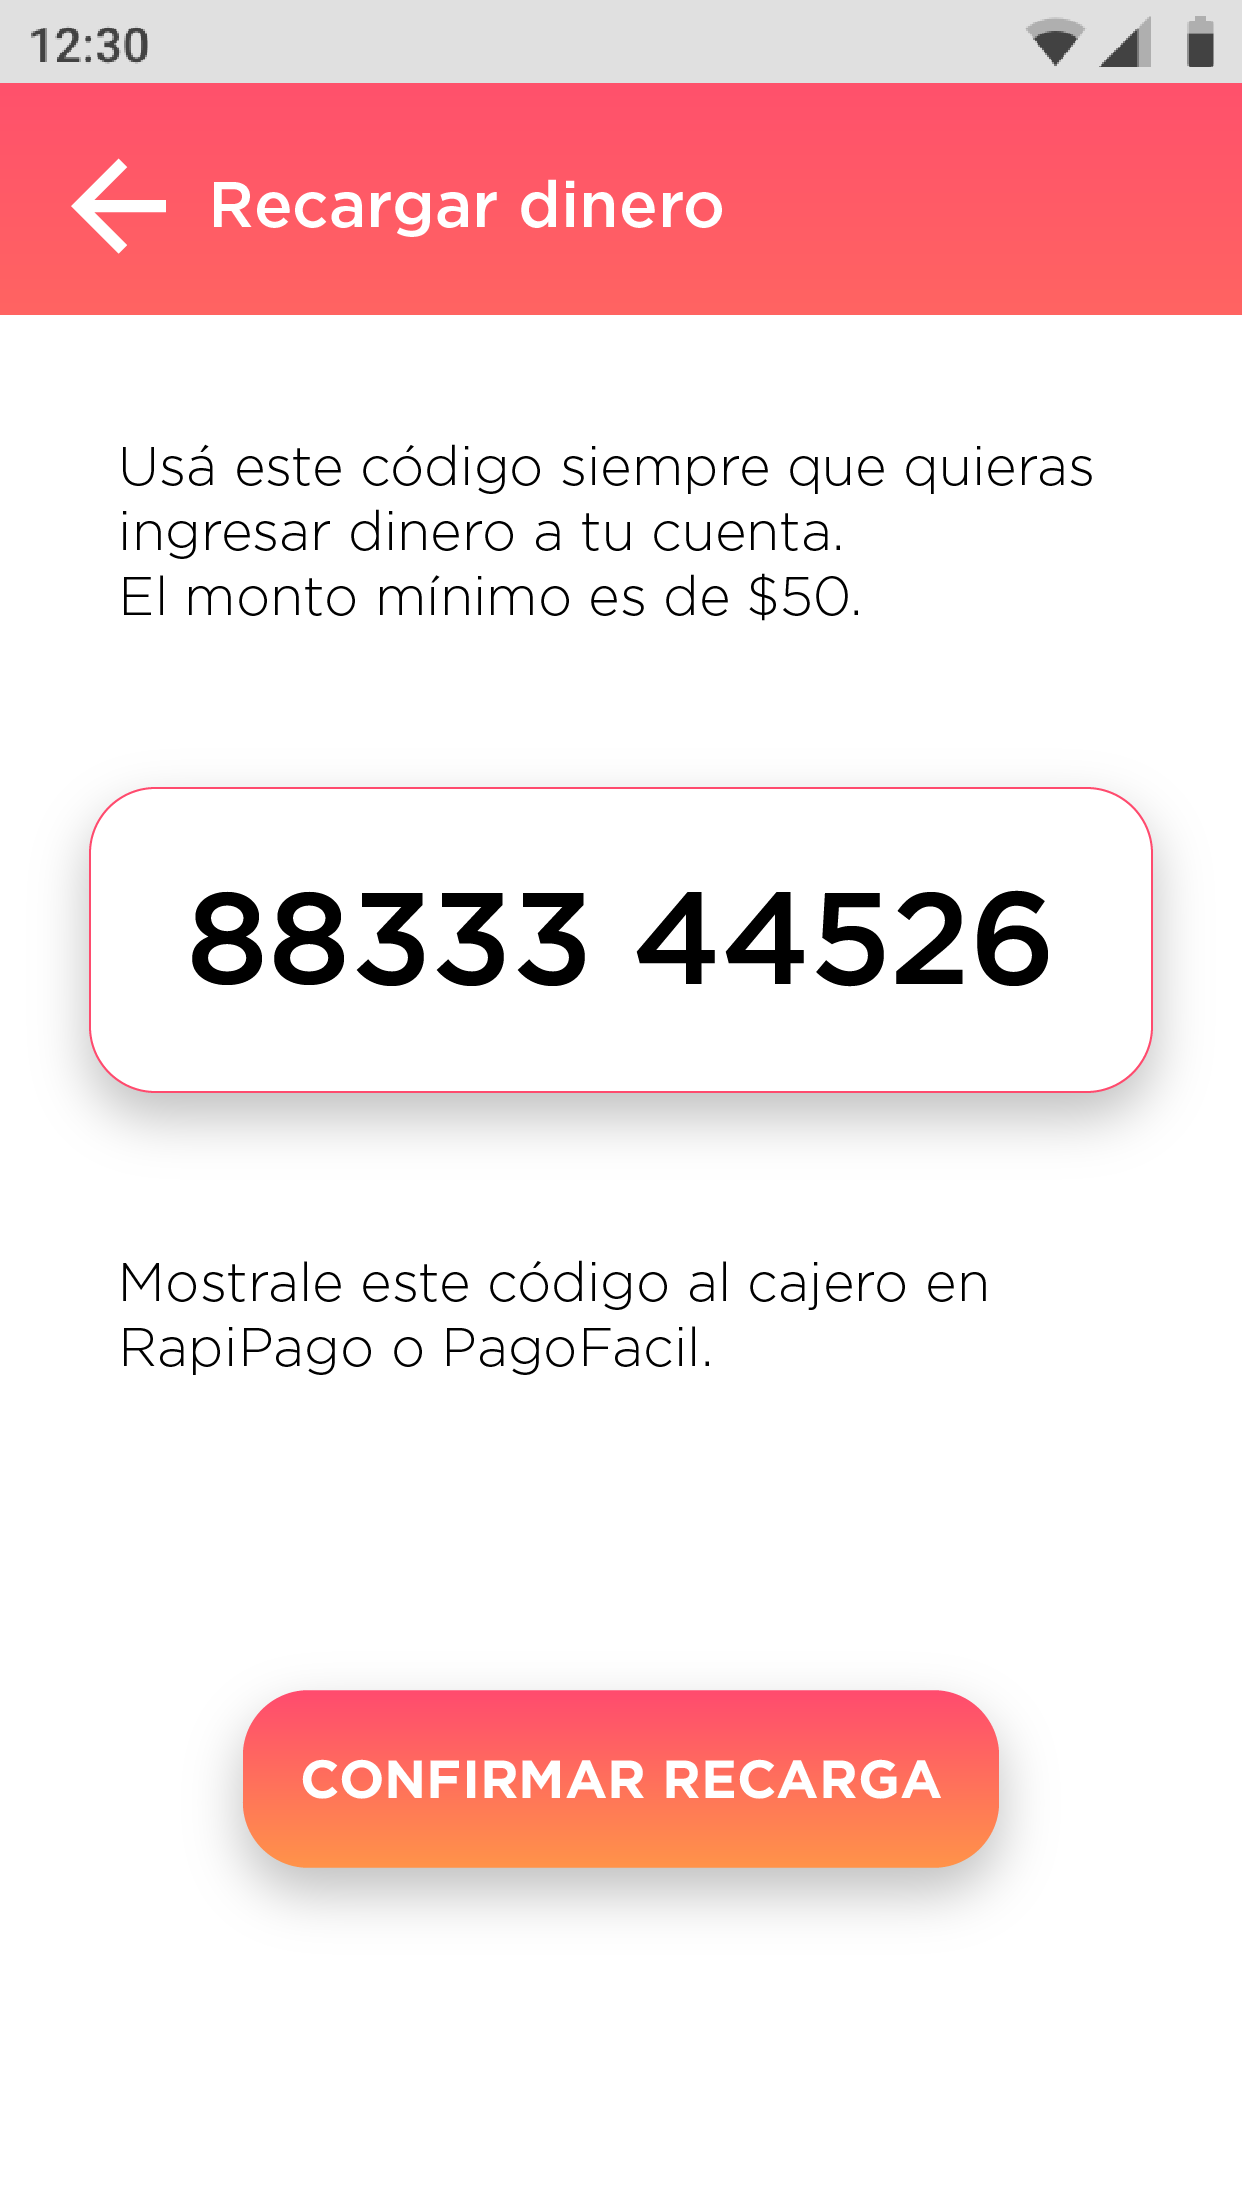 12:30
Recargar dinero
Usá este código siempre que quieras
ingresar dinero a tu cuenta.
El monto mínimo es de $50.
88333 44526
Mostrale este código al cajero en
RapiPago o PagoFacil.
CONFIRMAR RECARGA